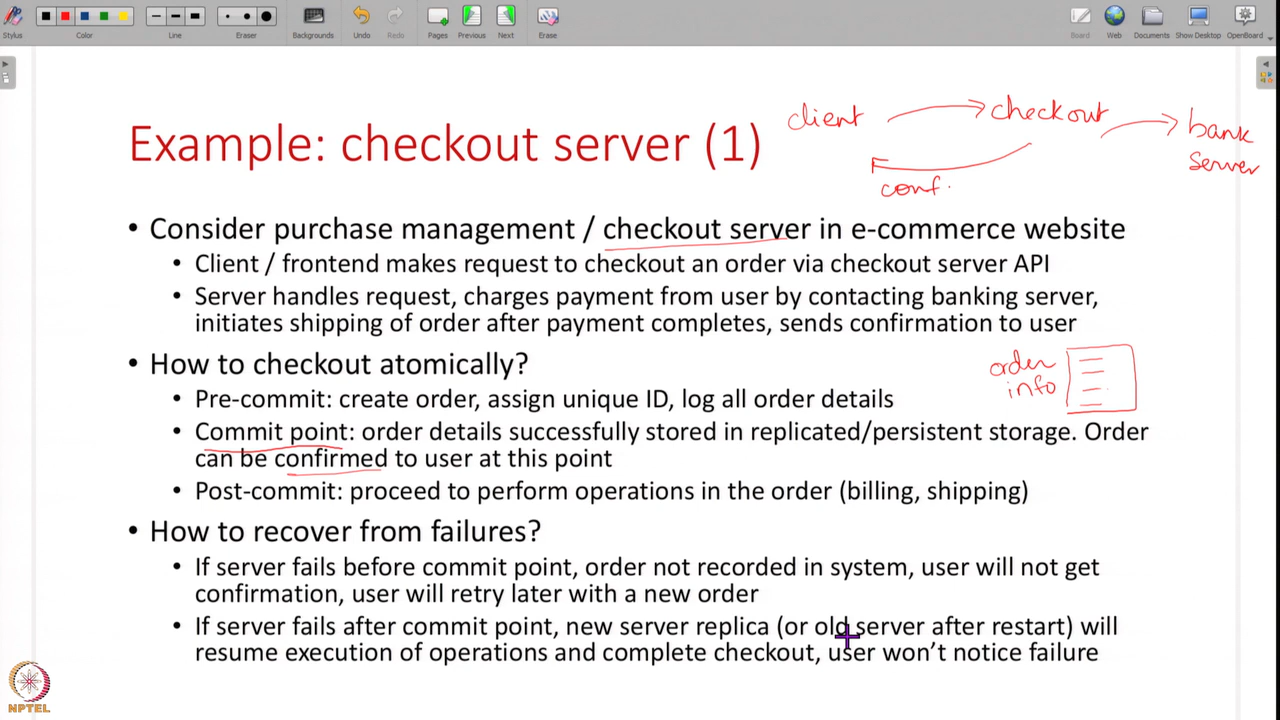 Stylus
Color
Line
Eraser
Backgrounds
Undo
Redo
Pages
Previous
Next
Erase
Board
Web
Documents
Show Desktop
OpenBoard
client
checkout
bank
server
conf.
Example: checkout server (1)
• Consider purchase management / checkout server in e-commerce website
• Client / frontend makes request to checkout an order via checkout server API
• Server handles request, charges payment from user by contacting banking server,
initiates shipping of order after payment completes, sends confirmation to user
• How to checkout atomically?
order
info
• Pre-commit: create order, assign unique ID, log all order details
• Commit point: order details successfully stored in replicated/persistent storage. Order
can be confirmed to user at this point
• Post-commit: proceed to perform operations in the order (billing, shipping)
• How to recover from failures?
• If server fails before commit point, order not recorded in system, user will not get
confirmation, user will retry later with a new order
• If server fails after commit point, new server replica (or old server after restart) will
resume execution of operations and complete checkout, user won't notice failure
NPTEL